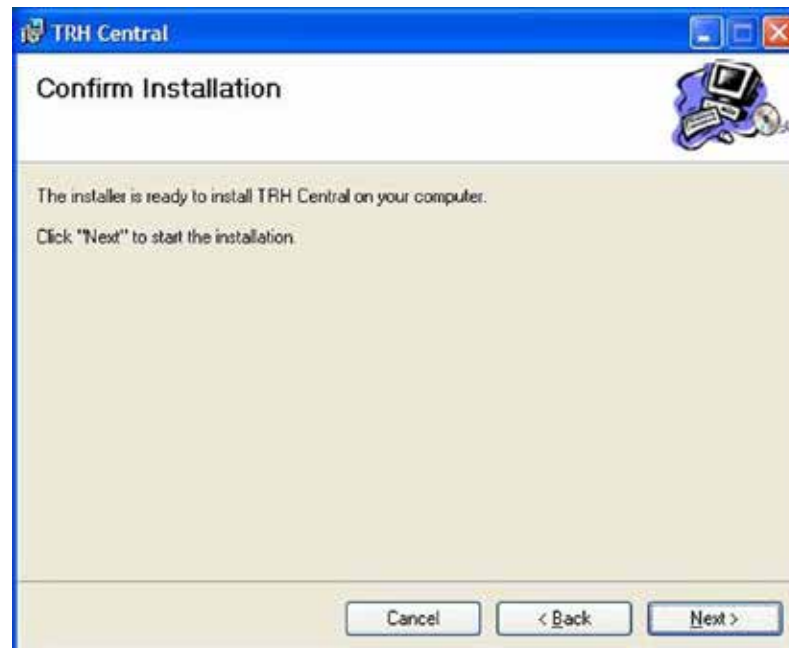 TRH Central
Confirm Installation
The installer is ready to install TRH Central on your computer.
Click "Next" to start the installation.
Cancel
< Back
Next >